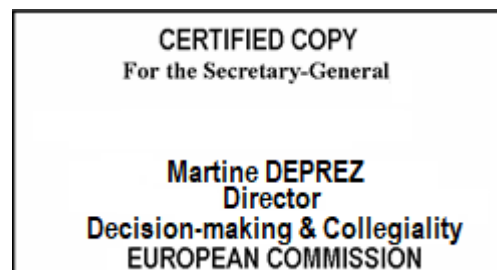 CERTIFIED COPY
For the Secretary-General
Martine DEPREZ
Director
Decision-making & Collegiality
EUROPEAN COMMISSION